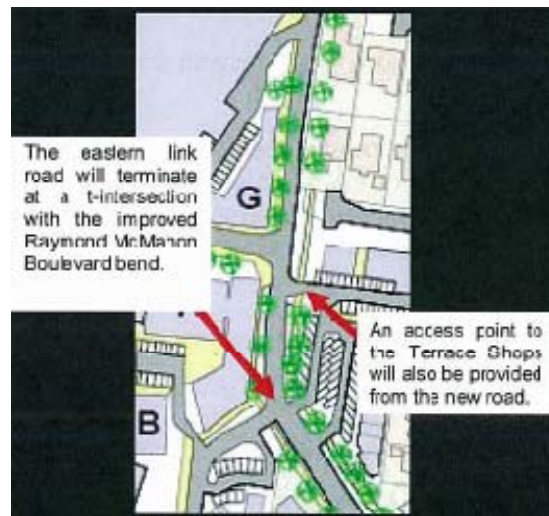 The eastern link
road will terminate
at a t-intersection
with the improved
Raymond McMahon
Boulevard bend.
G
An access point to
the Terrace Shops
will also be provided
from the new road.
B